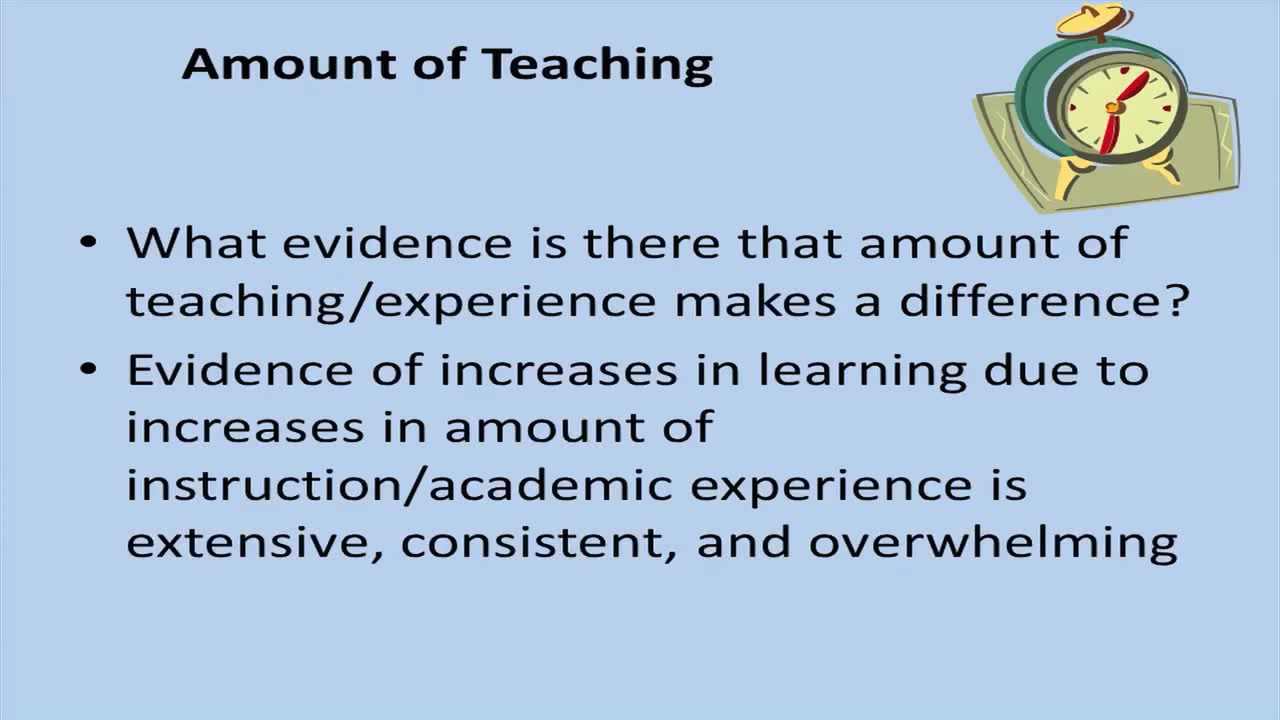 Amount of Teaching
• What evidence is there that amount of
teaching/experience makes a difference?
• Evidence of increases in learning due to
increases in amount of
instruction/academic experience is
extensive, consistent, and overwhelming